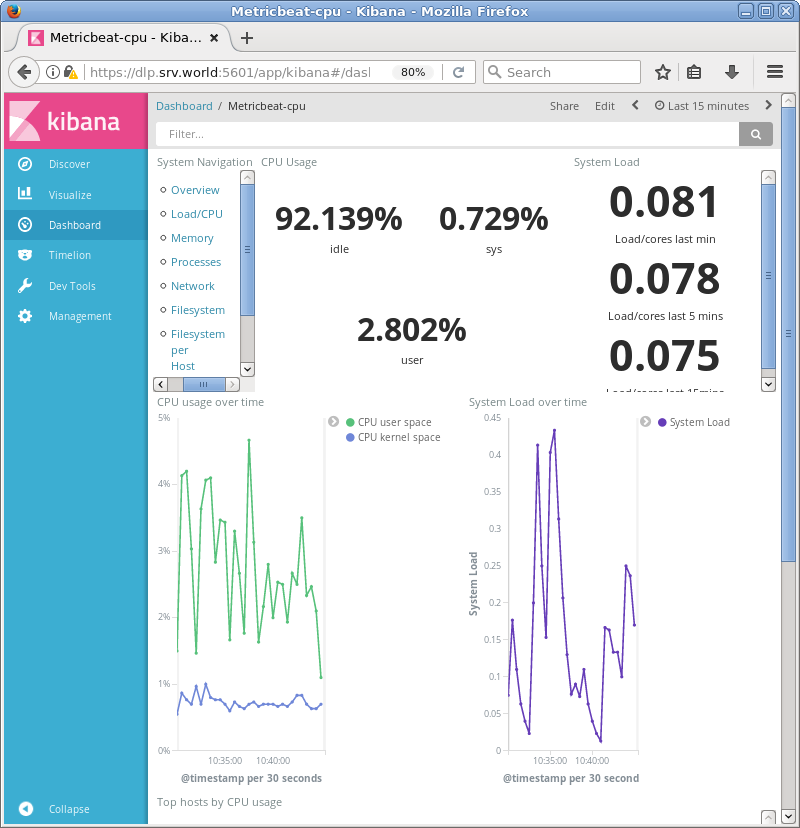 Metricbeat-cpu - Kibana - Mozilla Firefox
Metricbeat-cpu - Kiba...
https://dlp.srv.world:5601/app/kibana#/dasl
80%
Search
kibana
Discover
Visualize
Dashboard
Timelion
Dev Tools
Management
Collapse
Dashboard / Metricbeat-cpu
Share Edit Last 15 minutes
Filter...
System Navigation
Overview
Load/CPU
Memory
Processes
Network
Filesystem
Filesystem
per
Host
CPU Usage
92.139%
idle
0.729%
sys
2.802%
user
System Load
0.081
Load/cores last min
0.078
Load/cores last 5 mins
0.075
Load/cores last 15mins
CPU usage over time
5%
4%
3%
2%
1%
0%
10:35:00 10:40:00
@timestamp per 30 seconds
CPU user space
CPU kernel space
System Load over time
System Load
0.45
0.4
0.35
0.3
0.25
0.2
0.15
0.1
0.05
0
10:35:00 10:40:00
@timestamp per 30 second
System Load
Top hosts by CPU usage